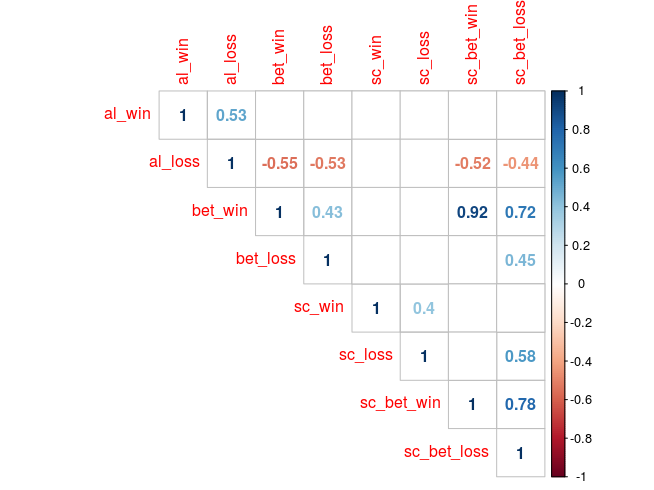 al_win
al_loss
bet_win
bet_loss
sc_win
sc_loss
sc_bet_win
sc_bet_loss
al_win 1 0.53
al_loss 1 -0.55 -0.53 -0.52 -0.44
bet_win 1 0.43 0.92 0.72
bet_loss 1 0.45
sc_win 1 0.4
sc_loss 1 0.58
sc_bet_win 1 0.78
sc_bet_loss 1
1
0.8
0.6
0.4
0.2
0
-0.2
-0.4
-0.6
-0.8
-1